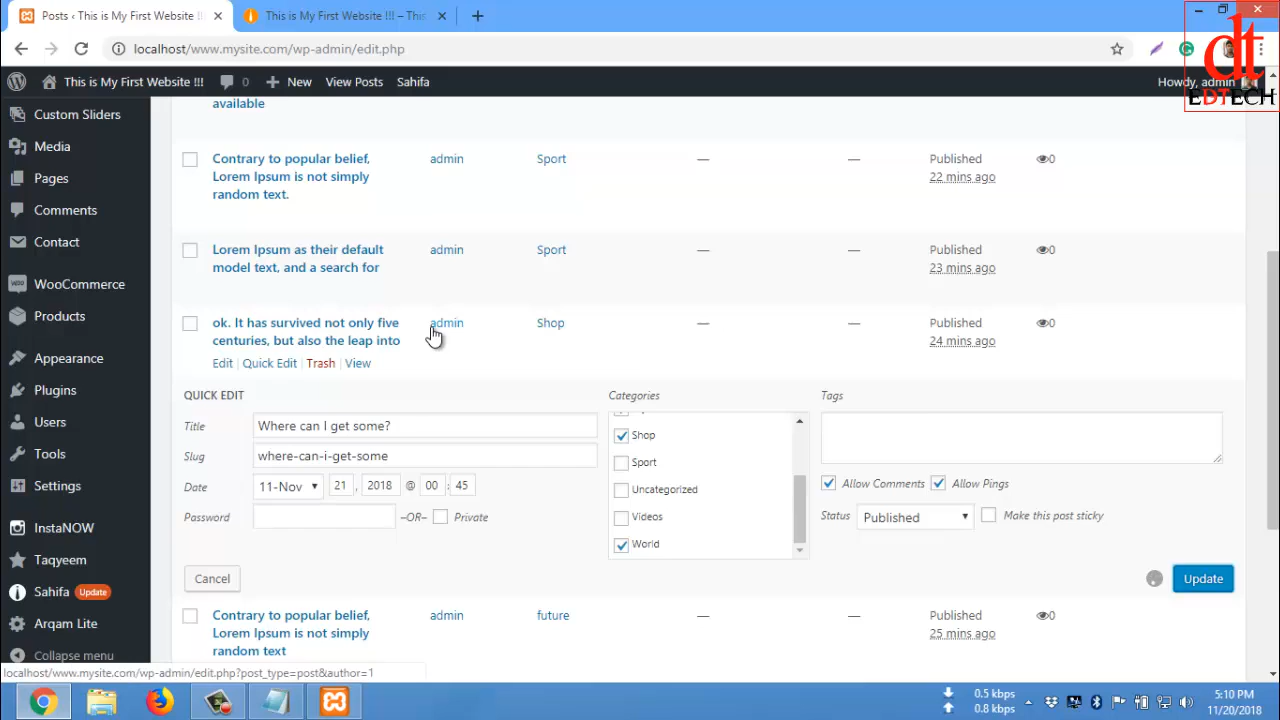 Posts ‹ This is My First Website !!
This is My First Website !!! – This
localhost/www.mysite.com/wp-admin/edit.php
dt
EDTECH
This is My First Website !!!
0
New
View Posts
Sahifa
Howdy, admin
Custom Sliders
Media
Pages
Comments
Contact
WooCommerce
Products
Appearance
Plugins
Users
Tools
Settings
InstaNOW
Taqyeem
Sahifa Update
Arqam Lite
Collapse menu
available
Contrary to popular belief, admin Sport — — Published 0
Lorem Ipsum is not simply 22 mins ago
random text.
Lorem Ipsum as their default admin Sport — — Published 0
model text, and a search for 23 mins ago
ok. It has survived not only five admin Shop — — Published 0
centuries, but also the leap into 24 mins ago
Edit Quick Edit Trash View
QUICK EDIT
Title Where can I get some?
Slug where-can-i-get-some
Date 11-Nov 21 , 2018 @ 00 : 45
Password –OR– Private
Categories
Shop
Sport
Uncategorized
Videos
World
Tags
Allow Comments Allow Pings
Status Published Make this post sticky
Cancel
Update
Contrary to popular belief, admin future — — Published 0
Lorem Ipsum is not simply 25 mins ago
random text
localhost/www.mysite.com/wp-admin/edit.php?post_type=post&author=1
0.5 kbps
0.8 kbps
5:10 PM
11/20/2018